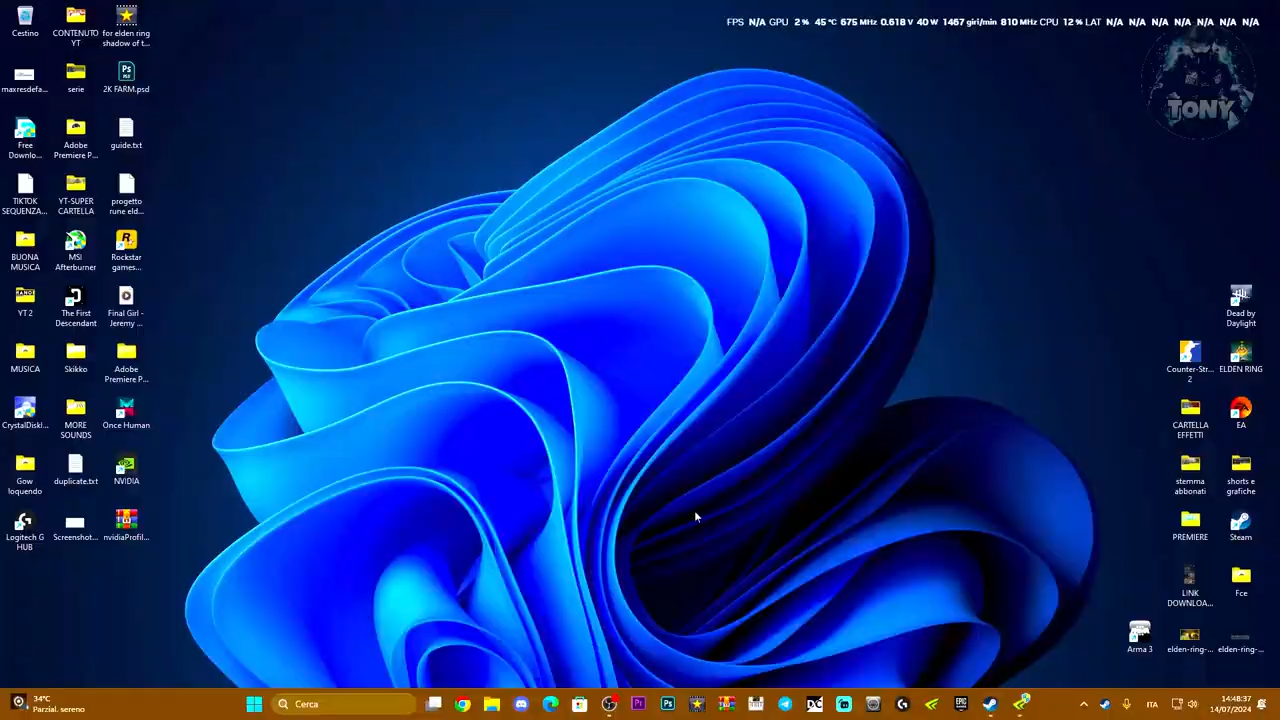 FPS N/A GPU 2 % 45 °C 675 MHz 0.618 V 40 W 1467 giri/min 810 MHz CPU 12 % LAT N/A N/A N/A N/A N/A N/A N/A
TONY
Cestino
CONTENUTO
YT
for elden ring
shadow of t...
maxresdefa...
serie
2K FARM.psd
Free
Downlo...
Adobe
Premiere P...
guide.txt
TIKTOK
SEQUENZA...
YT-SUPER
CARTELLA
progetto
rune eld...
BUONA
MUSICA
MSI
Afterburner
Rockstar
games...
YT 2
The First
Descendant
Final Girl -
Jeremy ...
MUSICA
Skikko
Adobe
Premiere P...
CrystalDiskI...
MORE
SOUNDS
Once Human
Gow
loquendo
duplicate.txt
NVIDIA
Logitech G
HUB
Screenshot...
nvidiaProfil...
Dead by
Daylight
Counter-Str...
2
ELDEN RING
CARTELLA
EFFETTI
EA
stemma
abbonati
shorts e
grafiche
PREMIERE
Steam
LINK
DOWNLOA...
Fce
Arma 3
elden-ring-...
elden-ring-...
34°C
Parzial. sereno
Cerca
ITA
14:48:37
14/07/2024